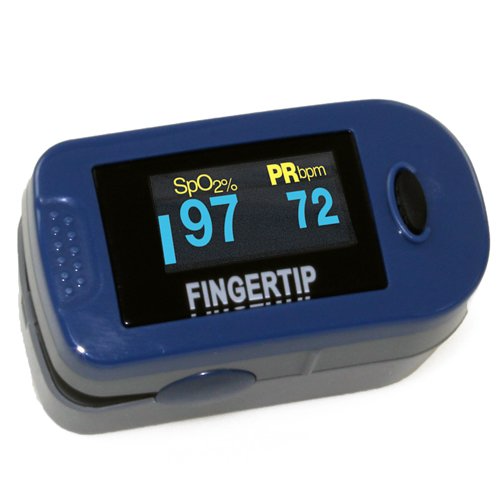 SpO2% PRbpm
97 72
FINGERTIP